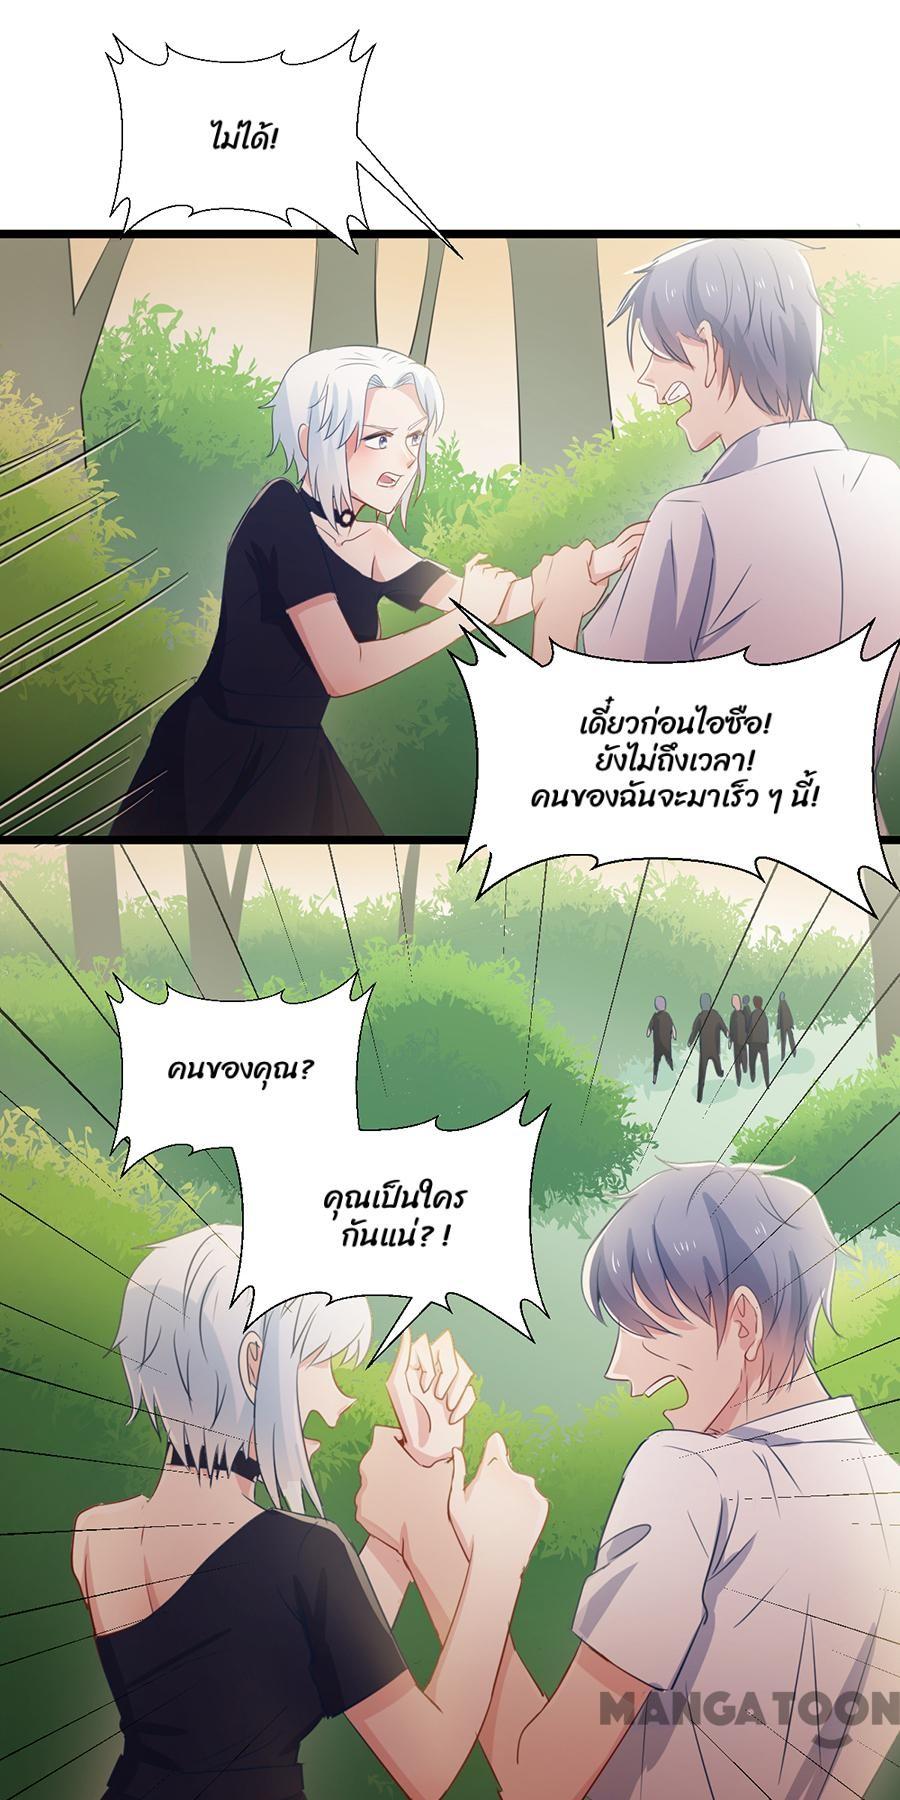 ไม่ได้!
เดี๋ยวก่อนไอซือ!
ยังไม่ถึงเวลา!
คนของฉันจะมาเร็ว ๆ นี้!
คนของคุณ?
คุณเป็นใคร
กันแน่?!
MANGATOON